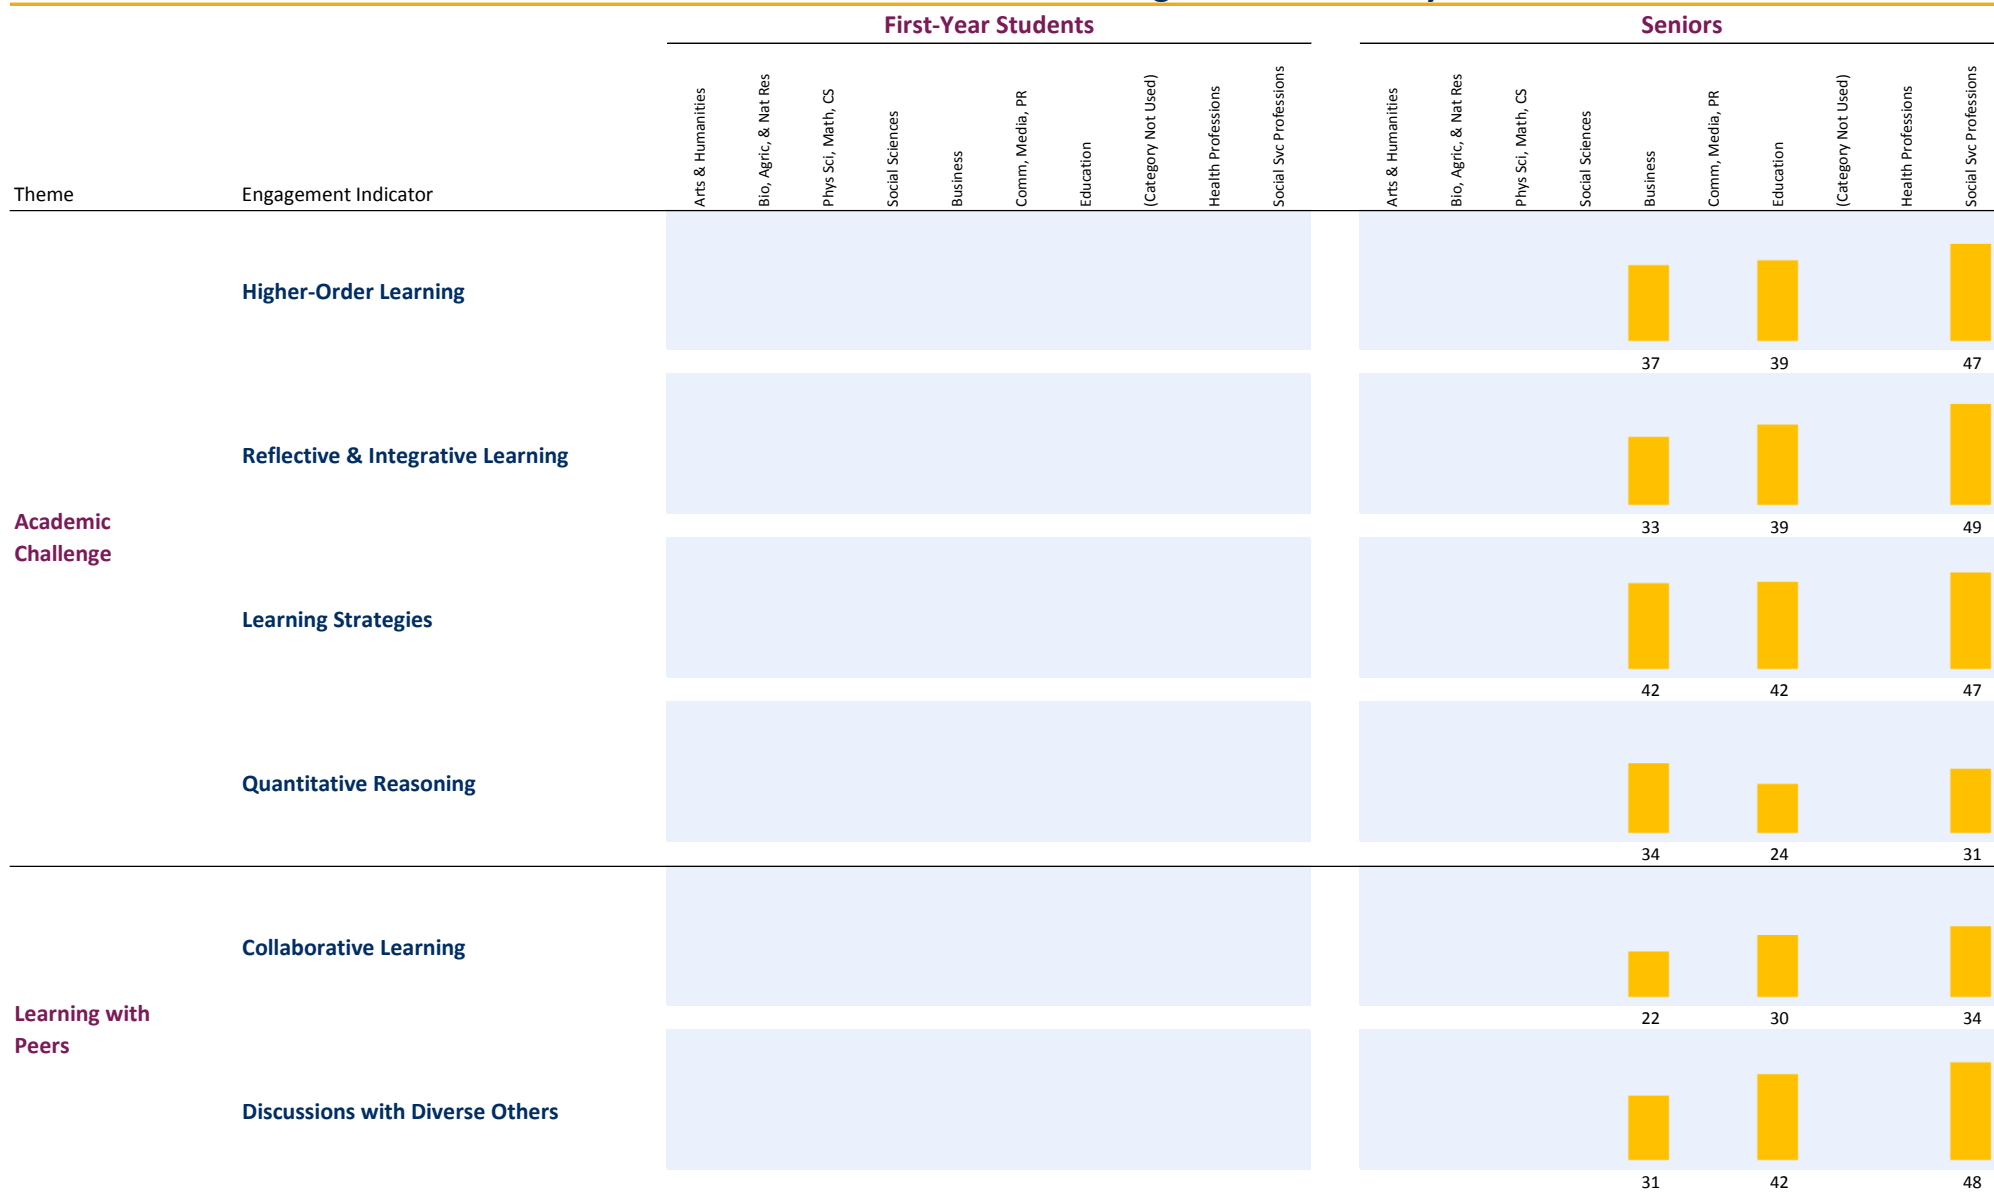 First-Year Students
Seniors
Theme
Engagement Indicator
Arts & Humanities
Bio, Agric, & Nat Res
Phys Sci, Math, CS
Social Sciences
Business
Comm, Media, PR
Education
(Category Not Used)
Health Professions
Social Svc Professions
Arts & Humanities
Bio, Agric, & Nat Res
Phys Sci, Math, CS
Social Sciences
Business
Comm, Media, PR
Education
(Category Not Used)
Health Professions
Social Svc Professions
Academic
Challenge
Higher-Order Learning
37 39 47
Reflective & Integrative Learning
33 39 49
Learning Strategies
42 42 47
Quantitative Reasoning
34 24 31
Learning with
Peers
Collaborative Learning
22 30 34
Discussions with Diverse Others
31 42 48